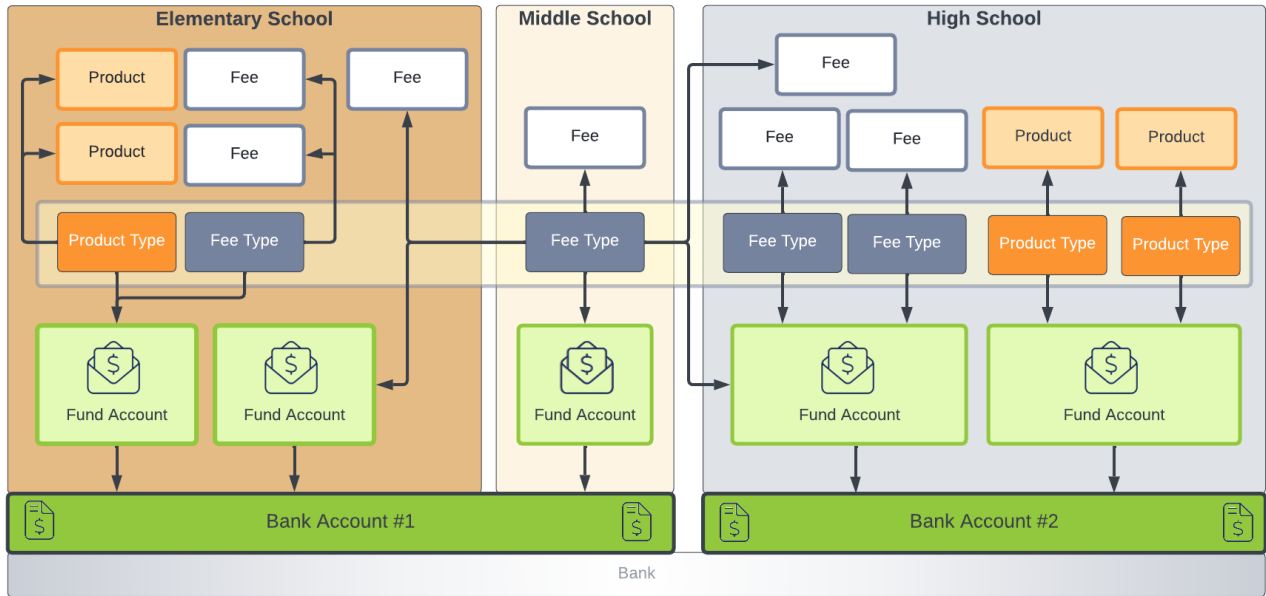 Elementary School
Middle School
High School
Product
Fee
Fee
Fee
Product
Fee
Fee
Fee
Fee
Product
Product
Product Type
Fee Type
Fee Type
Fee Type
Fee Type
Product Type
Product Type
$
Fund Account
$
Fund Account
$
Fund Account
$
Fund Account
$
Fund Account
$
Bank Account #1
$
$
Bank Account #2
$
Bank